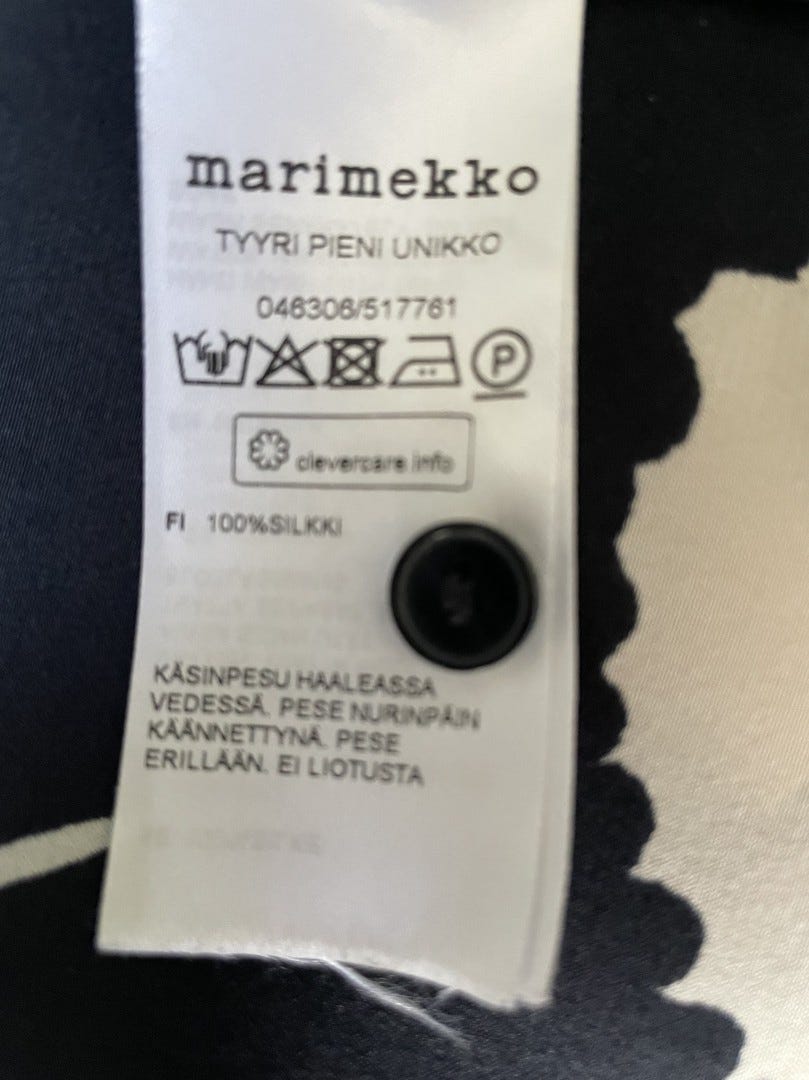 marimekko
TYYRI PIENI UNIKKO
046306/517761
P
clevercare.info
FI 100%SILKKI
KÄSINPESU HAALEASSA
VEDESSÄ. PESE NURINPÄIN
KÄÄNNETTYNÄ. PESE
ERILLÄÄN. EI LIOTUSTA